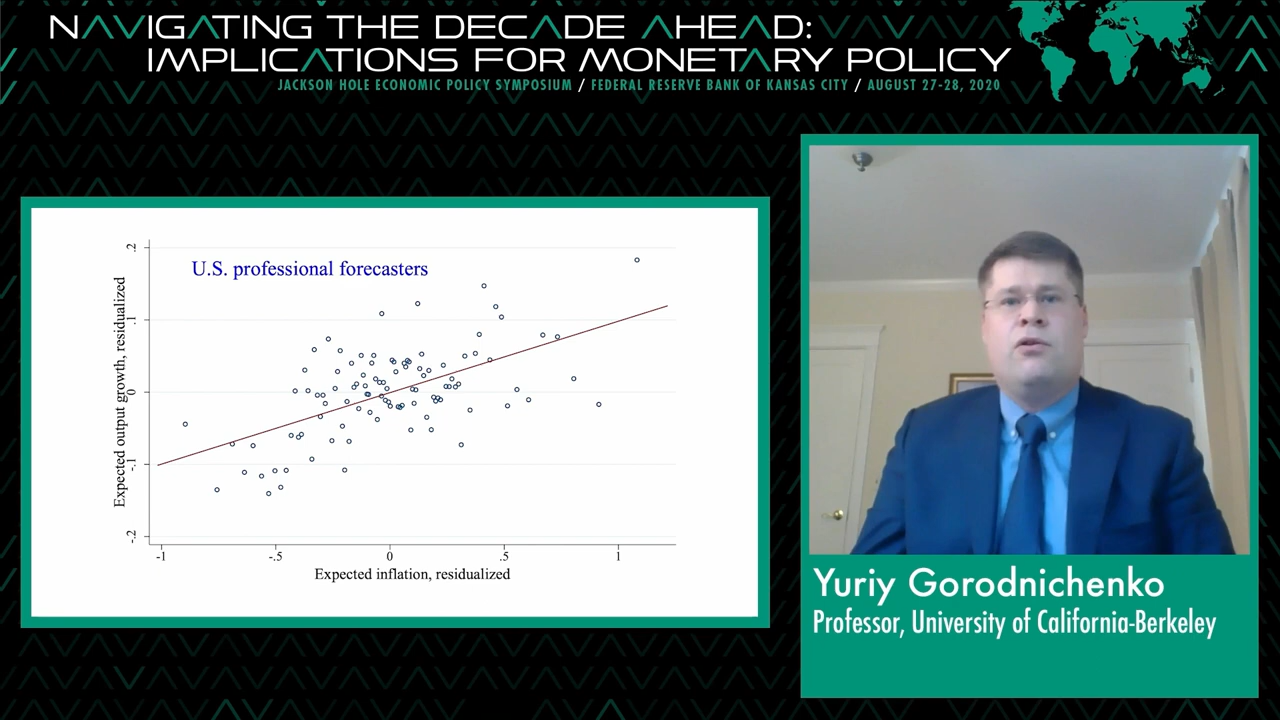 NAVIGATING THE DECADE AHEAD:
IMPLICATIONS FOR MONETARY POLICY
JACKSON HOLE ECONOMIC POLICY SYMPOSIUM / FEDERAL RESERVE BANK OF KANSAS CITY / AUGUST 27-28, 2020
U.S. professional forecasters
Expected output growth, residualized
.2
.1
0
-.1
-.2
-1
-.5
0
.5
1
Expected inflation, residualized
Yuriy Gorodnichenko
Professor, University of California-Berkeley